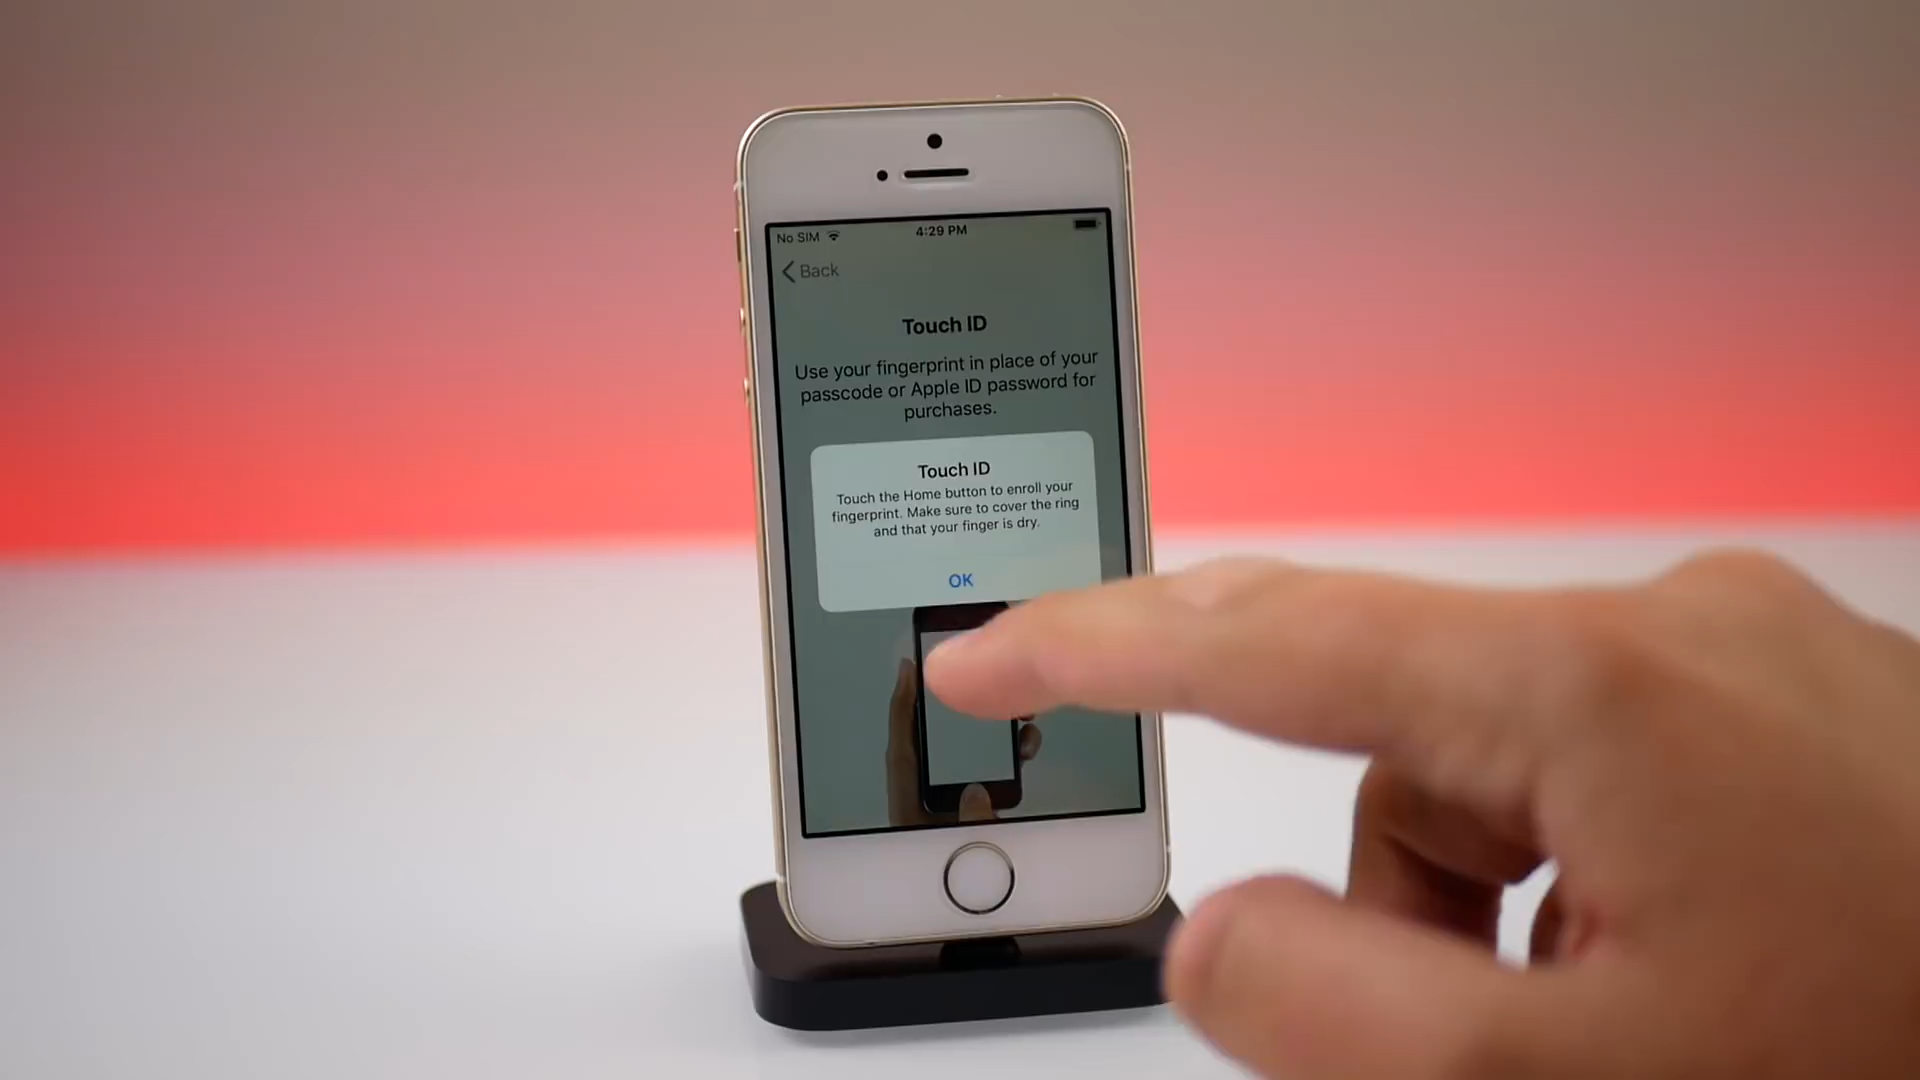 No SIM
4:29 PM
Back
Touch ID
Use your fingerprint in place of your
passcode or Apple ID password for
purchases.
Touch ID
Touch the Home button to enroll your
fingerprint. Make sure to cover the ring
and that your finger is dry.
OK